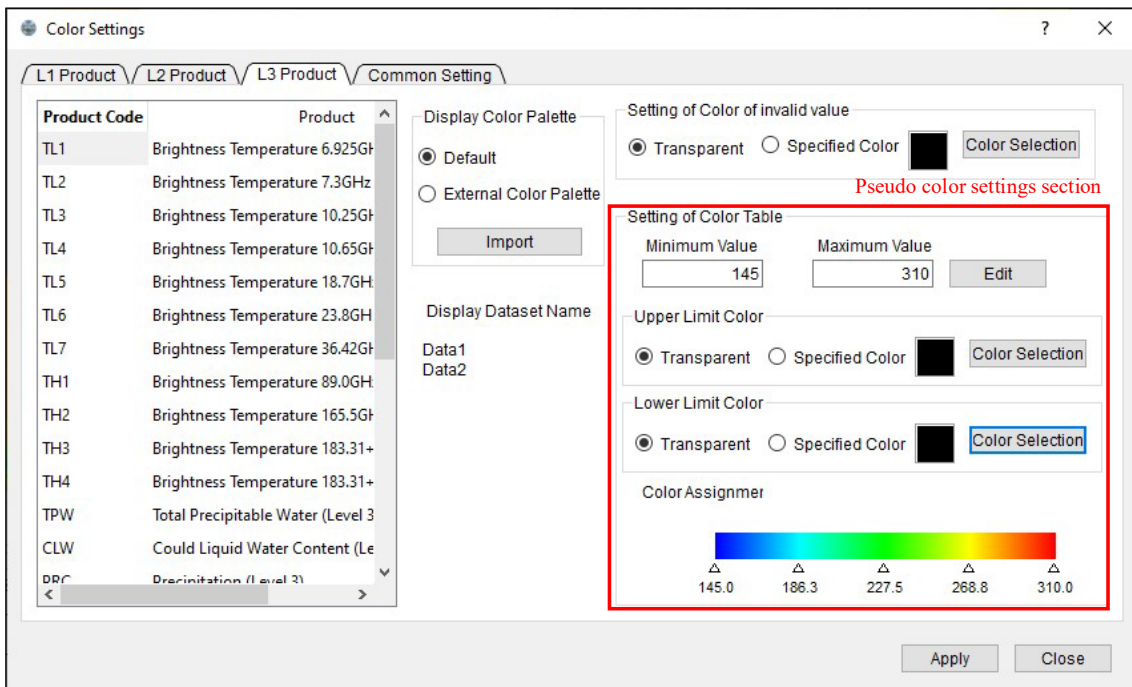 Color Settings
?
L1 Product
L2 Product
L3 Product
Common Setting
Product Code Product
TL1 Brightness Temperature 6.925GH
TL2 Brightness Temperature 7.3GHz
TL3 Brightness Temperature 10.25GH
TL4 Brightness Temperature 10.65GH
TL5 Brightness Temperature 18.7GHz
TL6 Brightness Temperature 23.8GH
TL7 Brightness Temperature 36.42GH
TH1 Brightness Temperature 89.0GHz
TH2 Brightness Temperature 165.5GH
TH3 Brightness Temperature 183.31+
TH4 Brightness Temperature 183.31+
TPW Total Precipitable Water (Level 3
CLW Could Liquid Water Content (Le
PRC Precipitation (Level 3)
Display Color Palette
Default
External Color Palette
Import
Display Dataset Name
Data1
Data2
Setting of Color of invalid value
Transparent Specified Color Color Selection
Pseudo color settings section
Setting of Color Table
Minimum Value Maximum Value
145 310 Edit
Upper Limit Color
Transparent Specified Color Color Selection
Lower Limit Color
Transparent Specified Color Color Selection
Color Assignmer
145.0 186.3 227.5 268.8 310.0
Apply Close